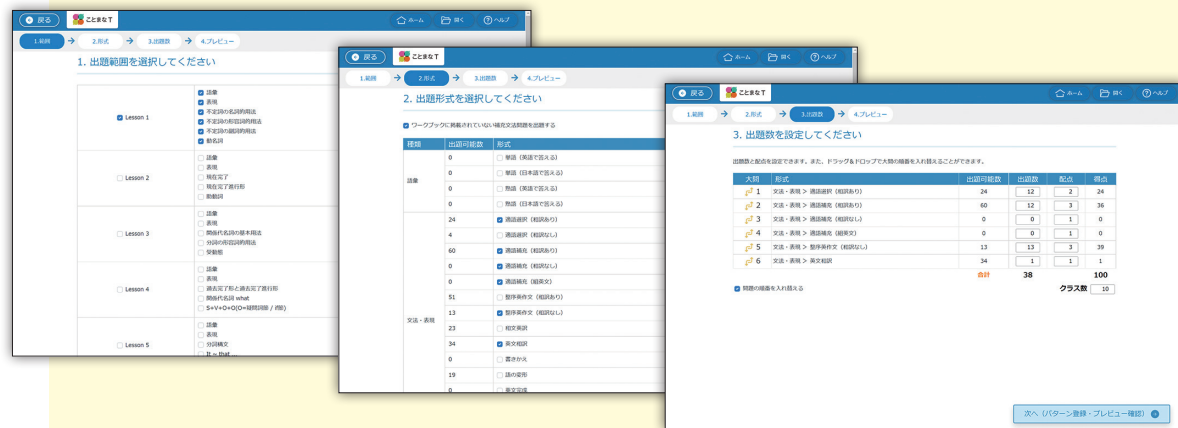 戻る
ことまなT
ホーム
開く
ヘルプ
1.範囲
2.形式
3.出題数
4.プレビュー
1. 出題範囲を選択してください
Lesson 1
語彙
表現
不定詞の名詞的用法
不定詞の形容詞的用法
不定詞の副詞的用法
動名詞
Lesson 2
語彙
表現
現在完了
現在完了進行形
助動詞
Lesson 3
語彙
表現
関係代名詞の基本用法
分詞の形容詞的用法
受動態
Lesson 4
語彙
表現
過去完了形と過去完了進行形
関係代名詞 what
S+V+O+O(O=疑問詞節 / if節)
Lesson 5
語彙
表現
分詞構文
It ~ that ...
戻る
ことまなT
ホーム
開く
ヘルプ
1.範囲
2.形式
3.出題数
4.プレビュー
2. 出題形式を選択してください
ワークブックに掲載されていない補充文法問題を出題する
種類 出題可能数 形式
語彙
0 単語（英語で答える）
0 単語（日本語で答える）
0 熟語（英語で答える）
0 熟語（日本語で答える）
文法・表現
24 適語選択（和訳あり）
4 適語選択（和訳なし）
60 適語補充（和訳あり）
0 適語補充（和訳なし）
0 適語補充（組英文）
51 整序英作文（和訳あり）
13 整序英作文（和訳なし）
23 和文英訳
34 英文和訳
0 書きかえ
19 語の変形
0 英文完成
戻る
ことまなT
ホーム
開く
ヘルプ
1.範囲
2.形式
3.出題数
4.プレビュー
3. 出題数を設定してください
出題数と配点を設定できます。また、ドラッグ＆ドロップで大問の順番を入れ替えることができます。
大問 形式 出題可能数 出題数 配点 得点
1 文法・表現 > 適語選択（和訳あり） 24 12 2 24
2 文法・表現 > 適語補充（和訳あり） 60 12 3 36
3 文法・表現 > 適語補充（和訳なし） 0 0 1 0
4 文法・表現 > 適語補充（組英文） 0 0 1 0
5 文法・表現 > 整序英作文（和訳なし） 13 13 3 39
6 文法・表現 > 英文和訳 34 1 1 1
合計 38 100
問題の順番を入れ替える
クラス数 10
次へ（パターン登録・プレビュー確認）